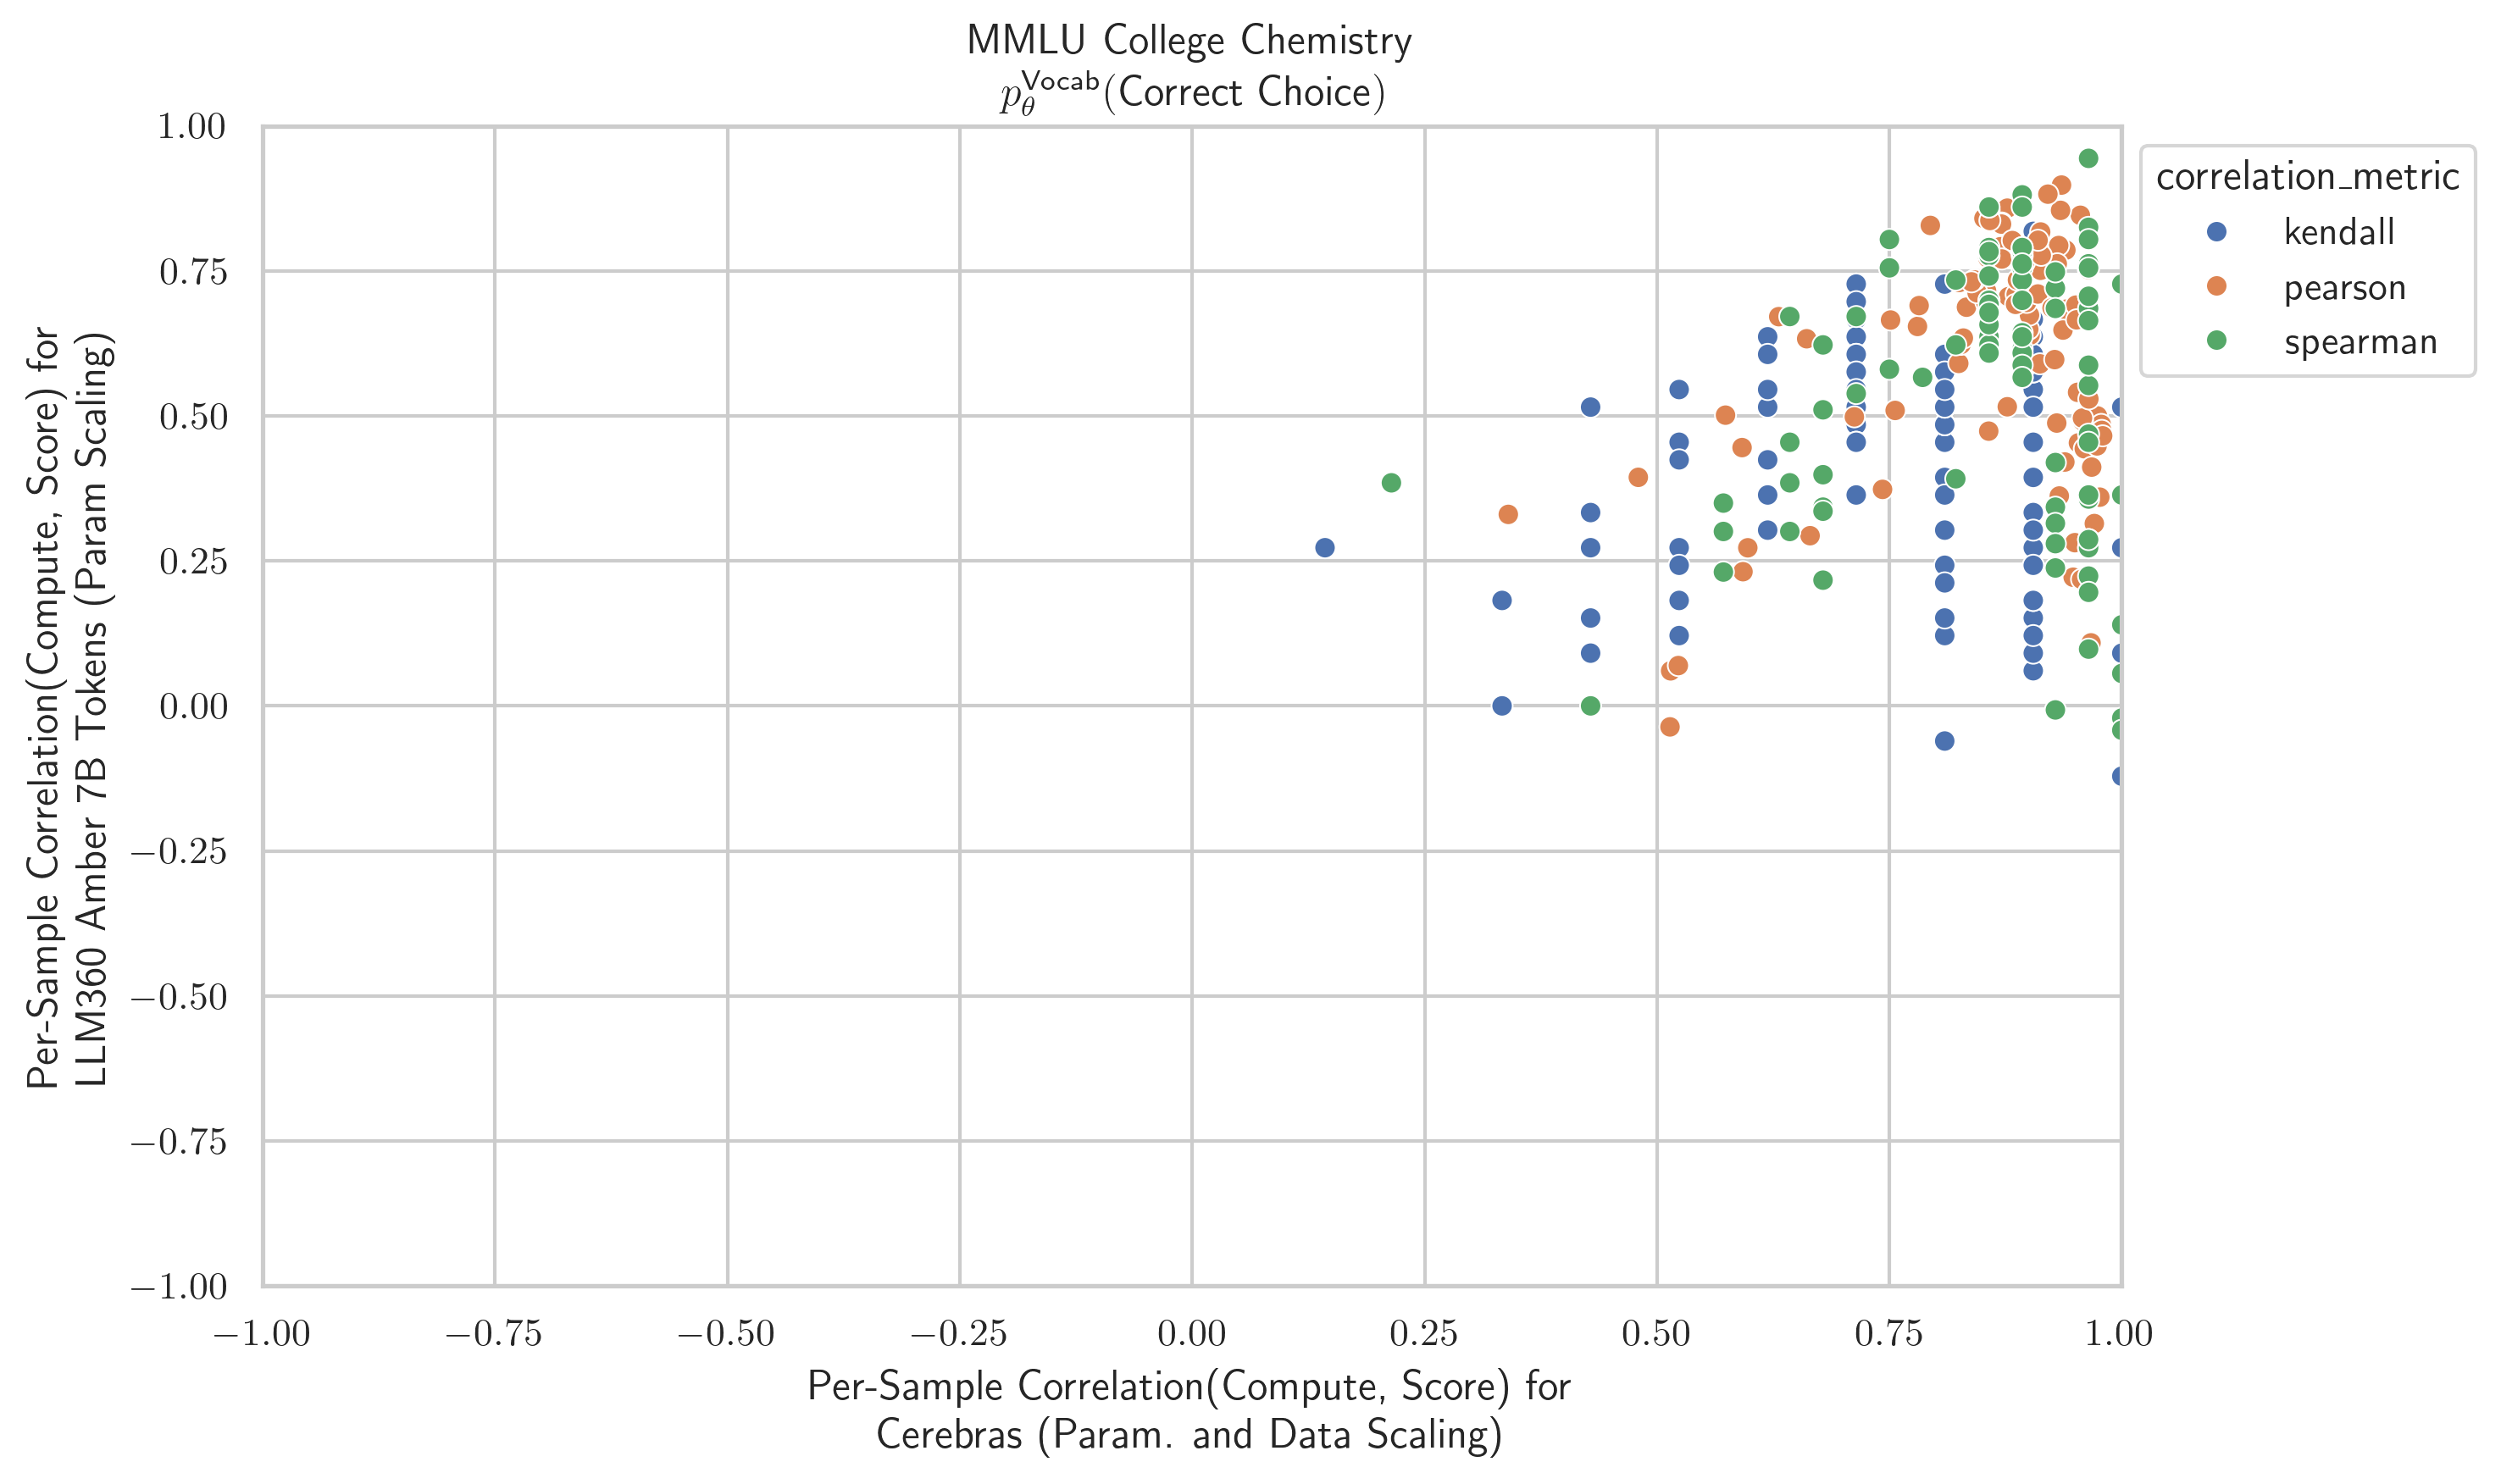 MMLU College Chemistry
p_θ^Vocab(Correct Choice)
Per-Sample Correlation(Compute, Score) for
LLM360 Amber 7B Tokens (Param Scaling)
1.00
0.75
0.50
0.25
0.00
−0.25
−0.50
−0.75
−1.00
−1.00 −0.75 −0.50 −0.25 0.00 0.25 0.50 0.75 1.00
Per-Sample Correlation(Compute, Score) for
Cerebras (Param. and Data Scaling)
correlation_metric
kendall
pearson
spearman